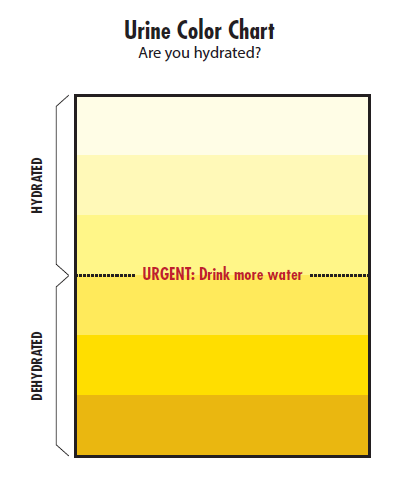 Urine Color Chart
Are you hydrated?
HYDRATED
URGENT: Drink more water
DEHYDRATED